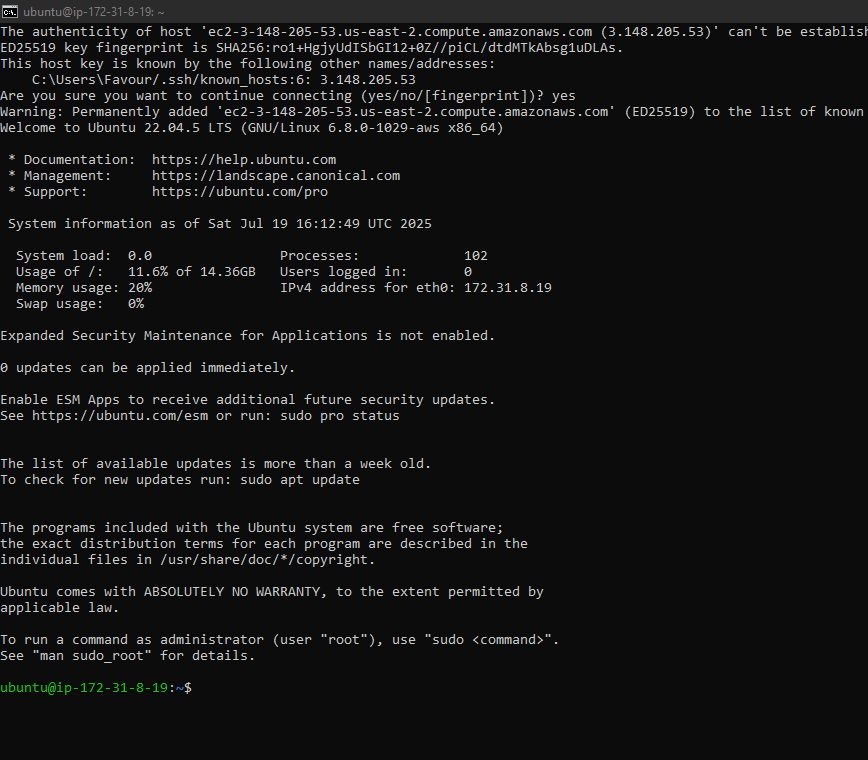 ubuntu@ip-172-31-8-19: ~
The authenticity of host 'ec2-3-148-205-53.us-east-2.compute.amazonaws.com (3.148.205.53)' can't be establish
ED25519 key fingerprint is SHA256:ro1+HgjyUdISbGI12+0Z//piCL/dtdMTkAbsg1uDLAs.
This host key is known by the following other names/addresses:
    C:\Users\Favour/.ssh/known_hosts:6: 3.148.205.53
Are you sure you want to continue connecting (yes/no/[fingerprint])? yes
Warning: Permanently added 'ec2-3-148-205-53.us-east-2.compute.amazonaws.com' (ED25519) to the list of known
Welcome to Ubuntu 22.04.5 LTS (GNU/Linux 6.8.0-1029-aws x86_64)
 * Documentation:  https://help.ubuntu.com
 * Management:     https://landscape.canonical.com
 * Support:        https://ubuntu.com/pro
 System information as of Sat Jul 19 16:12:49 UTC 2025
  System load:  0.0                Processes:             102
  Usage of /:   11.6% of 14.36GB   Users logged in:       0
  Memory usage: 20%                IPv4 address for eth0: 172.31.8.19
  Swap usage:   0%
Expanded Security Maintenance for Applications is not enabled.
0 updates can be applied immediately.
Enable ESM Apps to receive additional future security updates.
See https://ubuntu.com/esm or run: sudo pro status
The list of available updates is more than a week old.
To check for new updates run: sudo apt update
The programs included with the Ubuntu system are free software;
the exact distribution terms for each program are described in the
individual files in /usr/share/doc/*/copyright.
Ubuntu comes with ABSOLUTELY NO WARRANTY, to the extent permitted by
applicable law.
To run a command as administrator (user "root"), use "sudo <command>".
See "man sudo_root" for details.
ubuntu@ip-172-31-8-19:~$